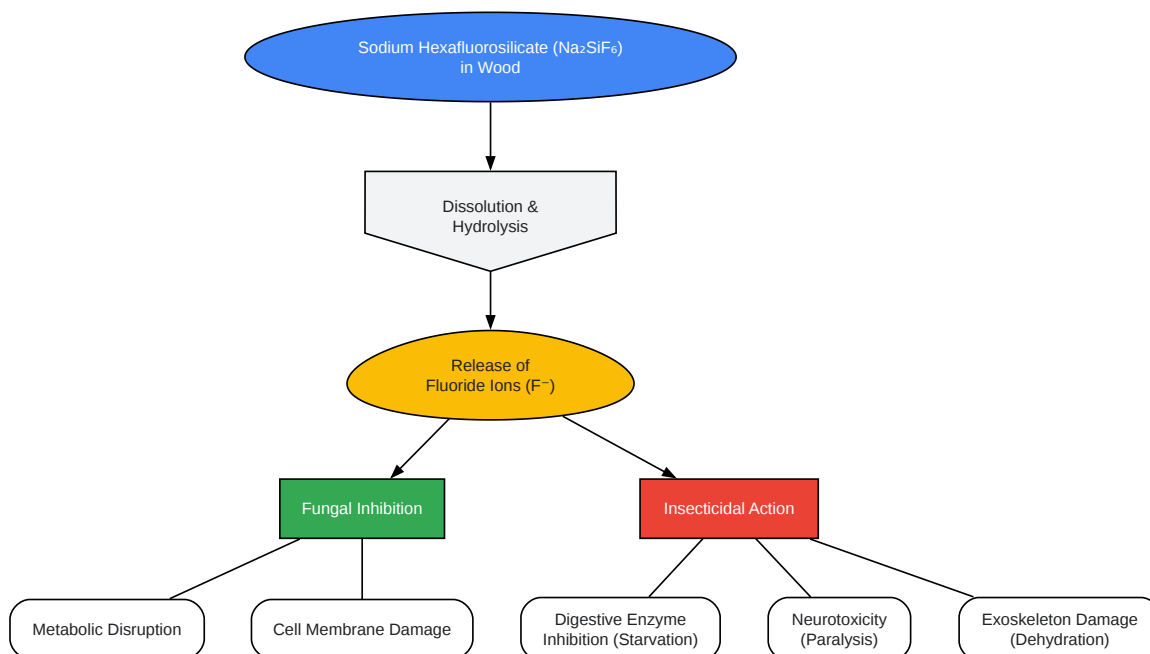 Sodium Hexafluorosilicate (Na₂SiF₆)
in Wood
Dissolution &
Hydrolysis
Release of
Fluoride Ions (F⁻)
Fungal Inhibition
Insecticidal Action
Metabolic Disruption
Cell Membrane Damage
Digestive Enzyme
Inhibition (Starvation)
Neurotoxicity
(Paralysis)
Exoskeleton Damage
(Dehydration)